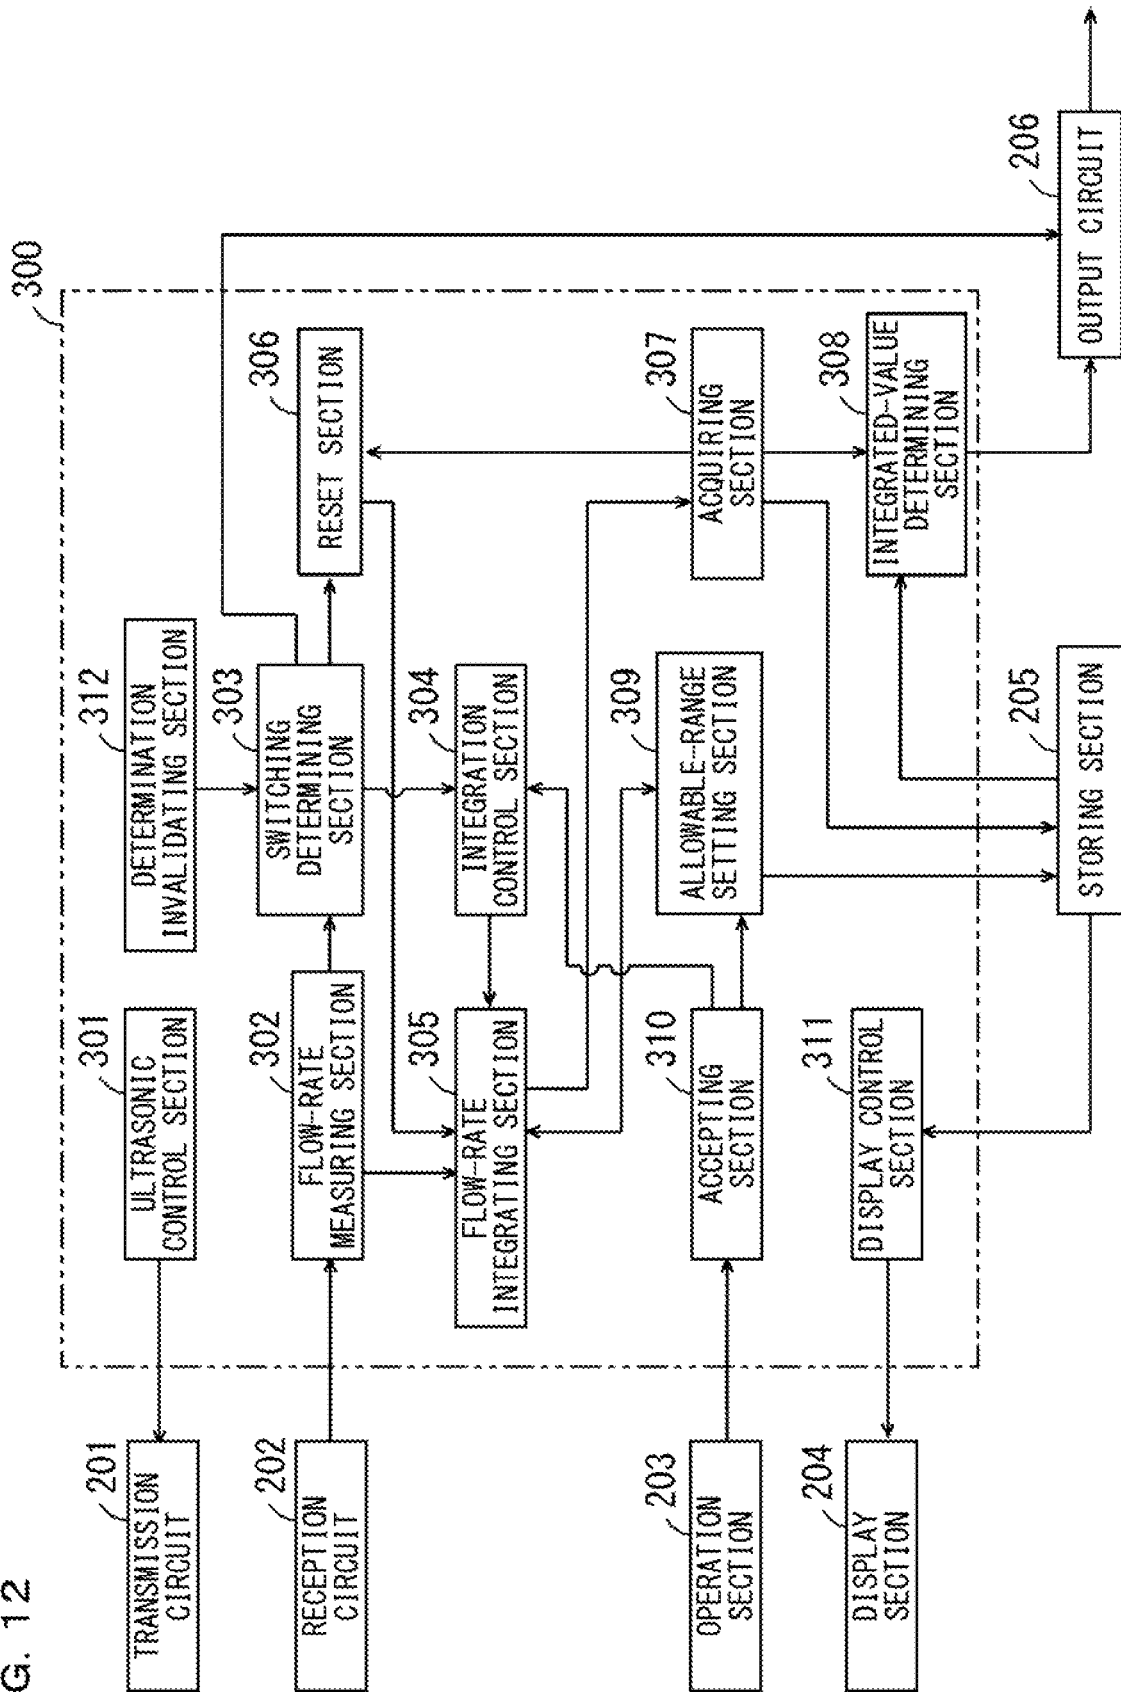 G. 12
300
201
TRANSMISSION
CIRCUIT
301
ULTRASONIC
CONTROL SECTION
312
DETERMINATION
INVALIDATING SECTION
202
RECEPTION
CIRCUIT
302
FLOW-RATE
MEASURING SECTION
303
SWITCHING
DETERMINING
SECTION
306
RESET SECTION
305
FLOW-RATE
INTEGRATING SECTION
304
INTEGRATION
CONTROL SECTION
203
OPERATION
SECTION
310
ACCEPTING
SECTION
309
ALLOWABLE-RANGE
SETTING SECTION
307
ACQUIRING
SECTION
204
DISPLAY
SECTION
311
DISPLAY CONTROL
SECTION
308
INTEGRATED-VALUE
DETERMINING
SECTION
205
STORING SECTION
206
OUTPUT CIRCUIT